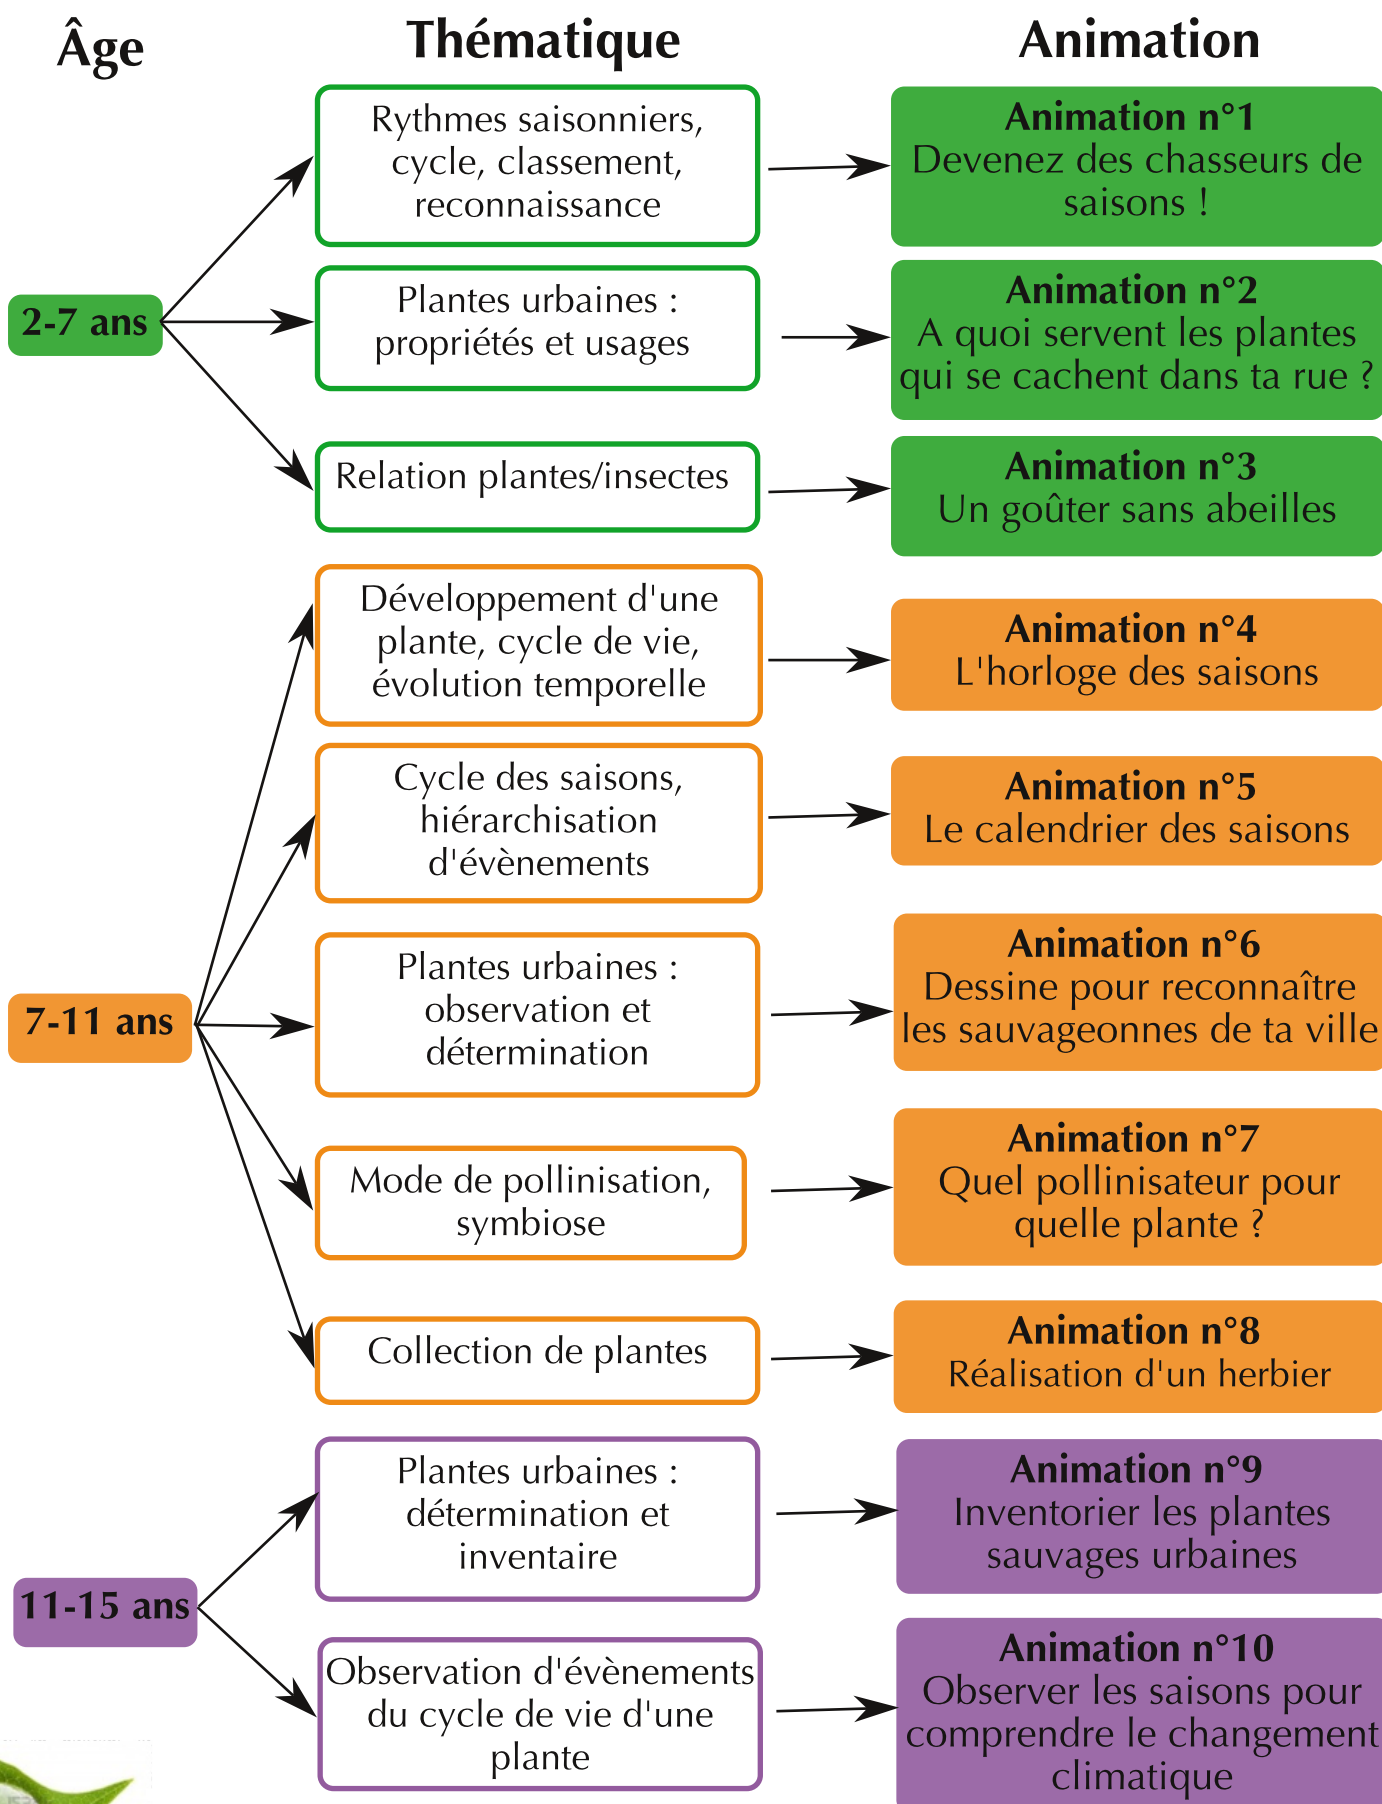 Âge
Thématique
Animation
2-7 ans
Rythmes saisonniers,
cycle, classement,
reconnaissance
Animation n°1
Devenez des chasseurs de
saisons !
Plantes urbaines :
propriétés et usages
Animation n°2
A quoi servent les plantes
qui se cachent dans ta rue ?
Relation plantes/insectes
Animation n°3
Un goûter sans abeilles
7-11 ans
Développement d'une
plante, cycle de vie,
évolution temporelle
Animation n°4
L'horloge des saisons
Cycle des saisons,
hiérarchisation
d'évènements
Animation n°5
Le calendrier des saisons
Plantes urbaines :
observation et
détermination
Animation n°6
Dessine pour reconnaître
les sauvageonnes de ta ville
Mode de pollinisation,
symbiose
Animation n°7
Quel pollinisateur pour
quelle plante ?
Collection de plantes
Animation n°8
Réalisation d'un herbier
11-15 ans
Plantes urbaines :
détermination et
inventaire
Animation n°9
Inventorier les plantes
sauvages urbaines
Observation d'évènements
du cycle de vie d'une
plante
Animation n°10
Observer les saisons pour
comprendre le changement
climatique